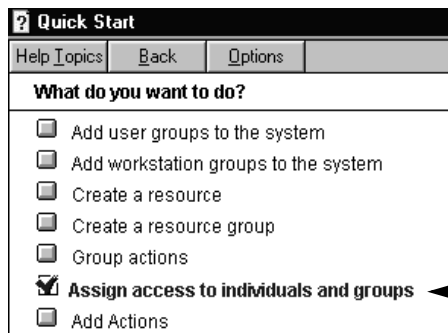 ? Quick Start
Help Topics Back Options
What do you want to do?
Add user groups to the system
Add workstation groups to the system
Create a resource
Create a resource group
Group actions
Assign access to individuals and groups
Add Actions